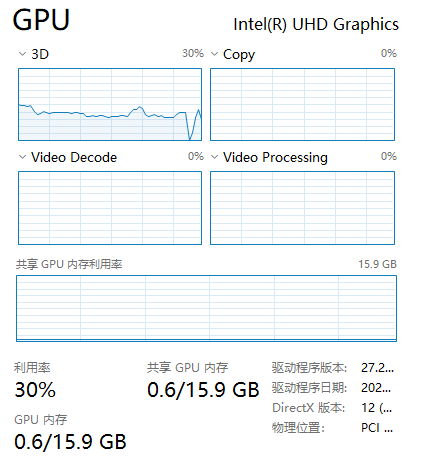 GPU
Intel(R) UHD Graphics
3D 30%
Copy 0%
Video Decode 0%
Video Processing 0%
共享 GPU 内存利用率 15.9 GB
利用率
30%
共享 GPU 内存
0.6/15.9 GB
GPU 内存
0.6/15.9 GB
驱动程序版本: 27.2...
驱动程序日期: 202...
DirectX 版本: 12 (...
物理位置: PCI ...